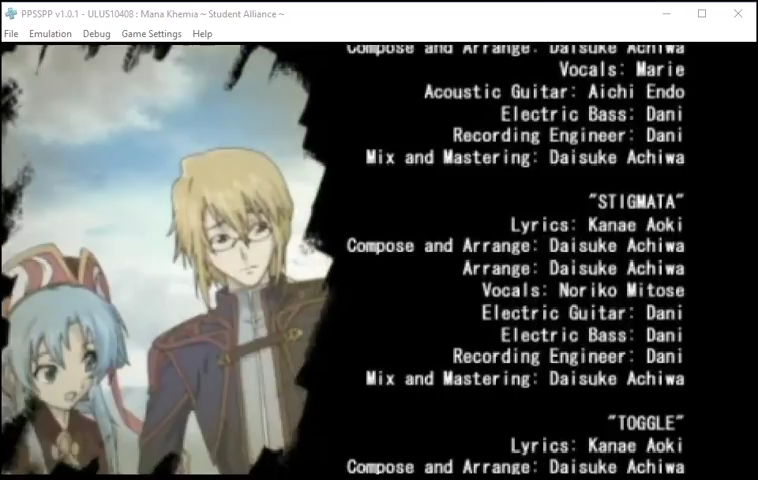 PPSSPP v1.0.1 - ULUS10408 : Mana Khemia ~ Student Alliance ~
File Emulation Debug Game Settings Help
Compose and Arrange: Daisuke Achiwa
Vocals: Marie
Acoustic Guitar: Aichi Endo
Electric Bass: Dani
Recording Engineer: Dani
Mix and Mastering: Daisuke Achiwa
"STIGMATA"
Lyrics: Kanae Aoki
Compose and Arrange: Daisuke Achiwa
Arrange: Daisuke Achiwa
Vocals: Noriko Mitose
Electric Guitar: Dani
Electric Bass: Dani
Recording Engineer: Dani
Mix and Mastering: Daisuke Achiwa
"TOGGLE"
Lyrics: Kanae Aoki
Compose and Arrange: Daisuke Achiwa